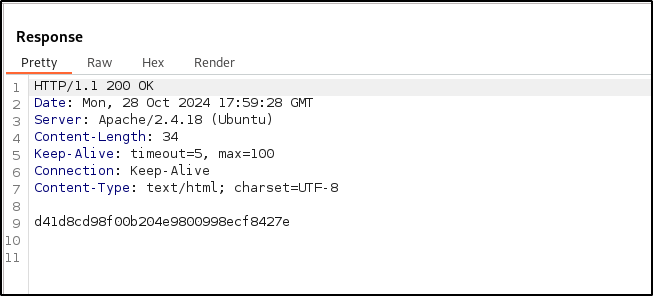 Response
Pretty Raw Hex Render
1 HTTP/1.1 200 OK
2 Date: Mon, 28 Oct 2024 17:59:28 GMT
3 Server: Apache/2.4.18 (Ubuntu)
4 Content-Length: 34
5 Keep-Alive: timeout=5, max=100
6 Connection: Keep-Alive
7 Content-Type: text/html; charset=UTF-8
8
9 d41d8cd98f00b204e9800998ecf8427e
10
11